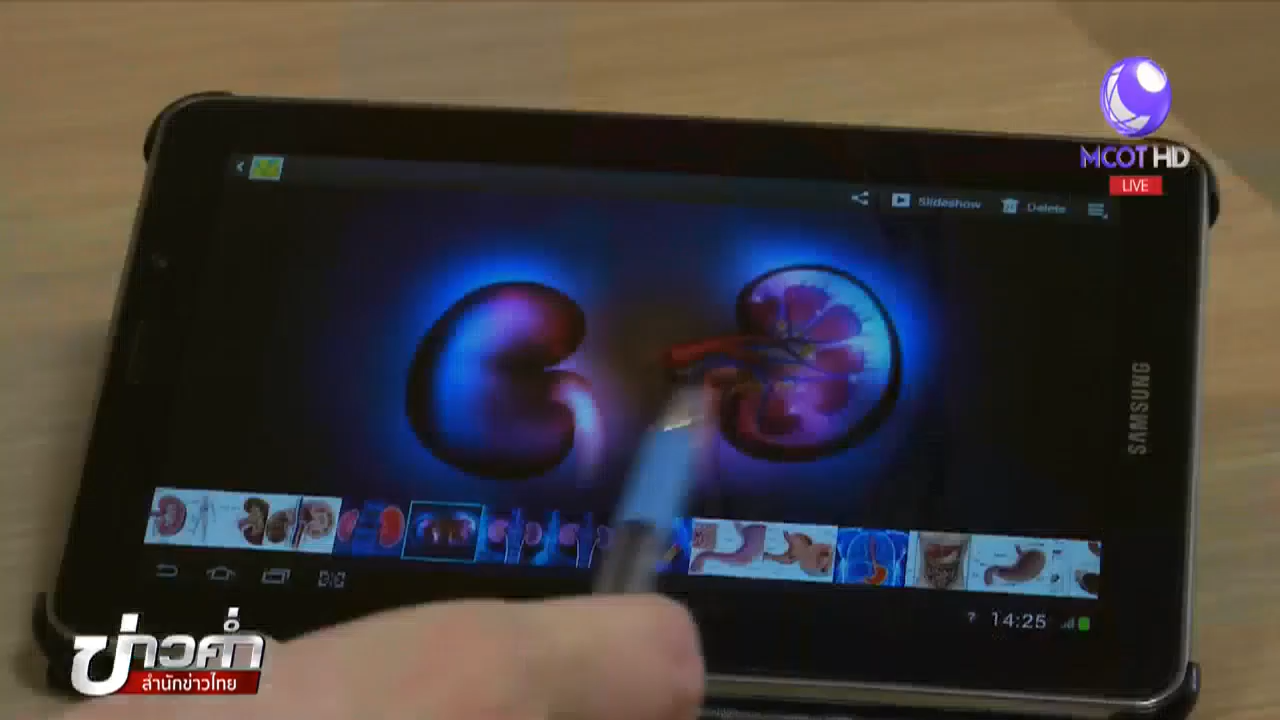 MCOT HD
LIVE
Slideshow
Delete
SAMSUNG
14:25
ข่าวค่ำ
สำนักข่าวไทย